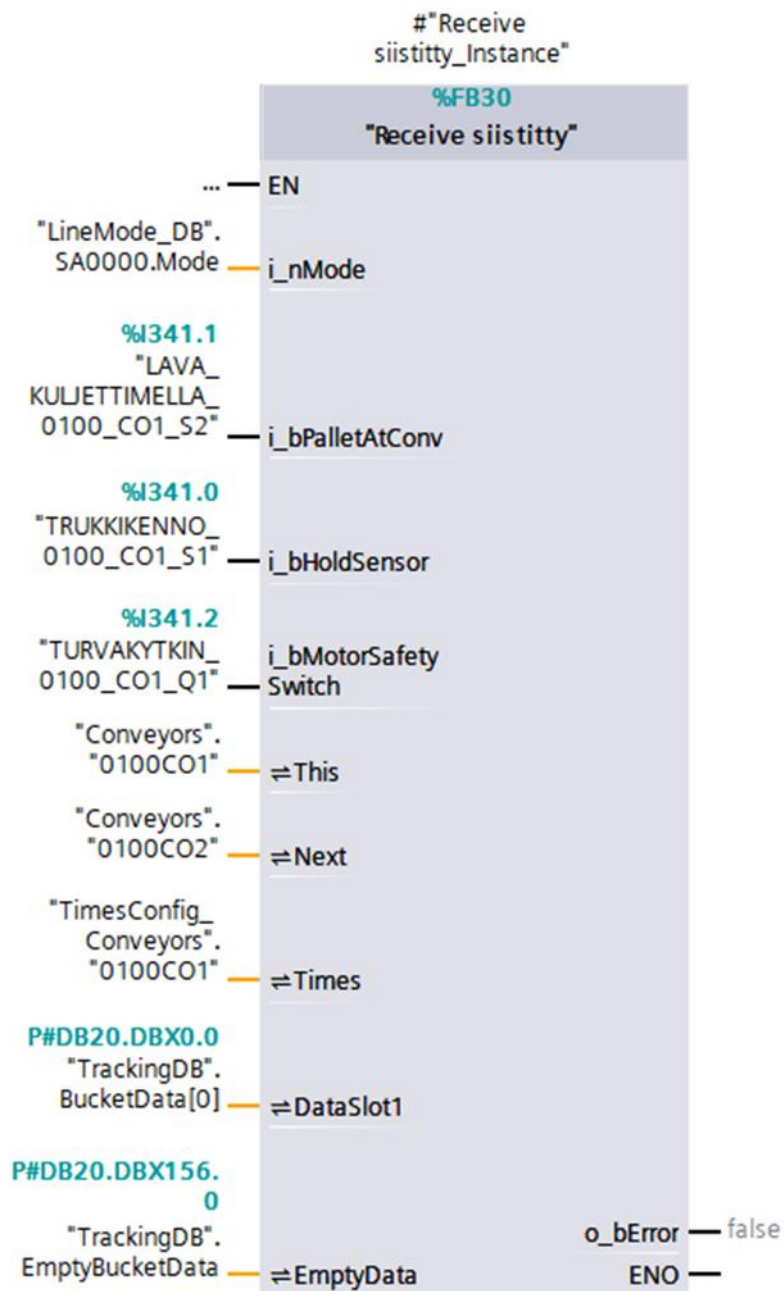 #"Receive
siistitty_Instance"
%FB30
"Receive siistitty"
... EN
"LineMode_DB".
SA0000.Mode i_nMode
%I341.1
"LAVA_
KULJETTIMELLA_
0100_CO1_S2" i_bPalletAtConv
%I341.0
"TRUKKIKENNO_
0100_CO1_S1" i_bHoldSensor
%I341.2
"TURVAKYTKIN_ i_bMotorSafety
0100_CO1_Q1" Switch
"Conveyors".
"0100CO1" ⇌This
"Conveyors".
"0100CO2" ⇌Next
"TimesConfig_
Conveyors".
"0100CO1" ⇌Times
P#DB20.DBX0.0
"TrackingDB".
BucketData[0] ⇌DataSlot1
P#DB20.DBX156.
0
"TrackingDB". o_bError false
EmptyBucketData ⇌EmptyData ENO